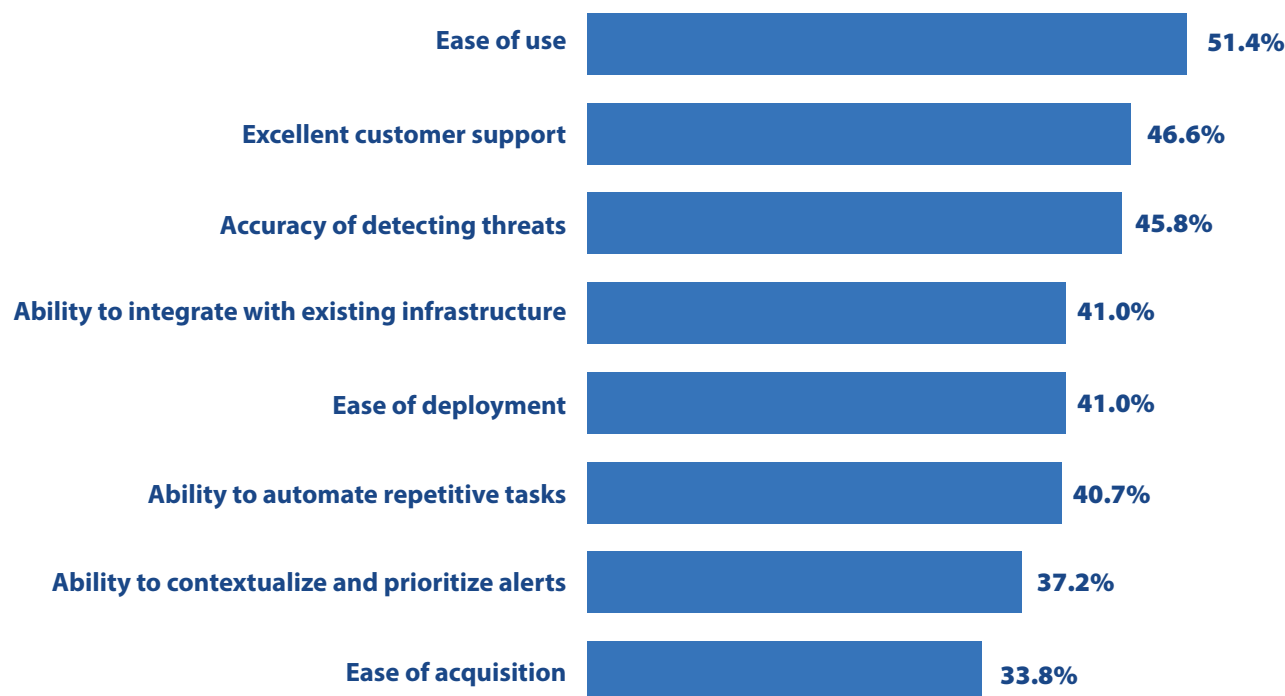 Ease of use 51.4%
Excellent customer support 46.6%
Accuracy of detecting threats 45.8%
Ability to integrate with existing infrastructure 41.0%
Ease of deployment 41.0%
Ability to automate repetitive tasks 40.7%
Ability to contextualize and prioritize alerts 37.2%
Ease of acquisition 33.8%